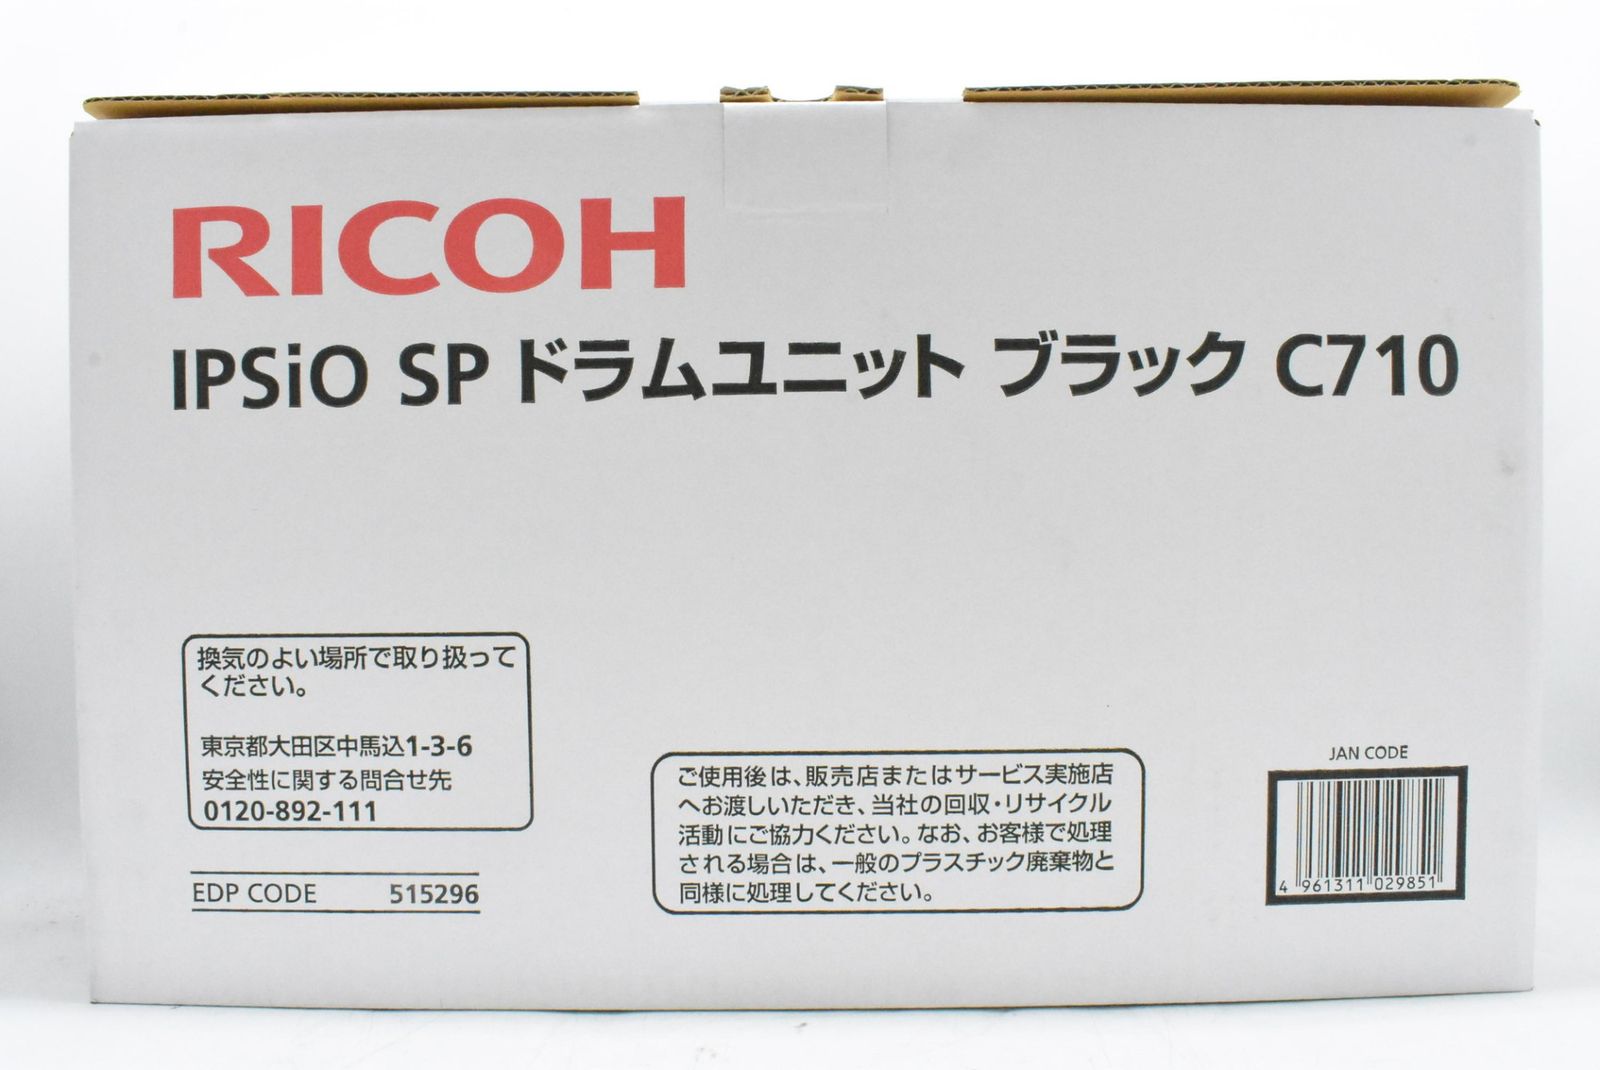 RICOH
IPSiO SP ドラムユニット ブラック C710
換気のよい場所で取り扱って
ください。
東京都大田区中馬込1-3-6
安全性に関する問合せ先
0120-892-111
EDP CODE 515296
ご使用後は、販売店またはサービス実施店
へお渡しいただき、当社の回収・リサイクル
活動にご協力ください。なお、お客様で処理
される場合は、一般のプラスチック廃棄物と
同様に処理してください。
JAN CODE
4 961311 029851